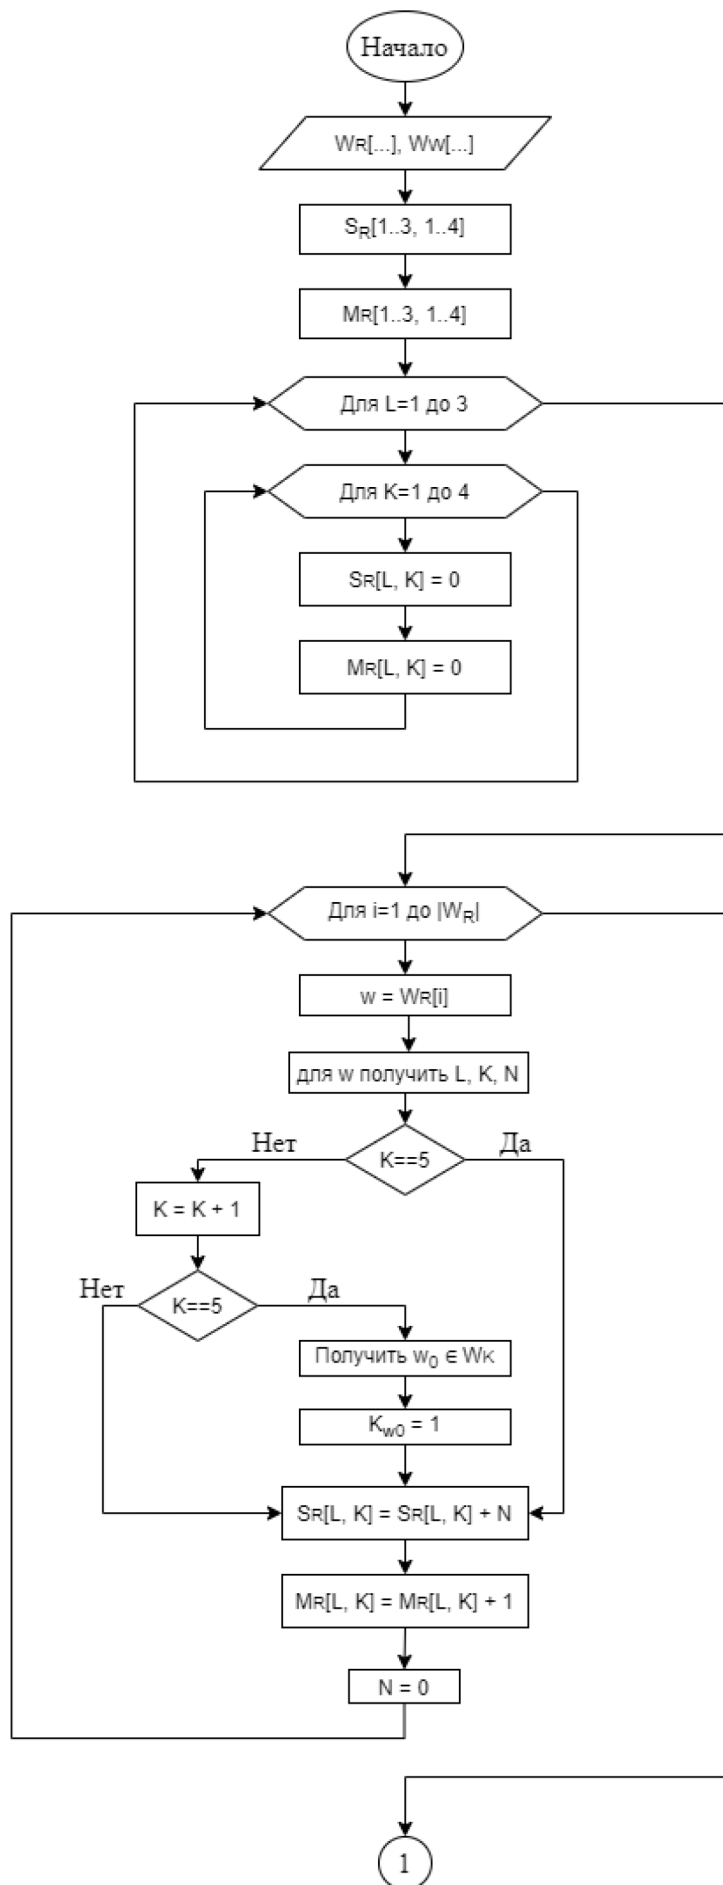 Начало
WR[...], Ww[...]
SR[1..3, 1..4]
MR[1..3, 1..4]
Для L=1 до 3
Для K=1 до 4
SR[L, K] = 0
MR[L, K] = 0
Для i=1 до |WR|
w = WR[i]
для w получить L, K, N
Нет
K==5
Да
K = K + 1
Нет
K==5
Да
Получить w0 ∈ WK
Kw0 = 1
SR[L, K] = SR[L, K] + N
MR[L, K] = MR[L, K] + 1
N = 0
1